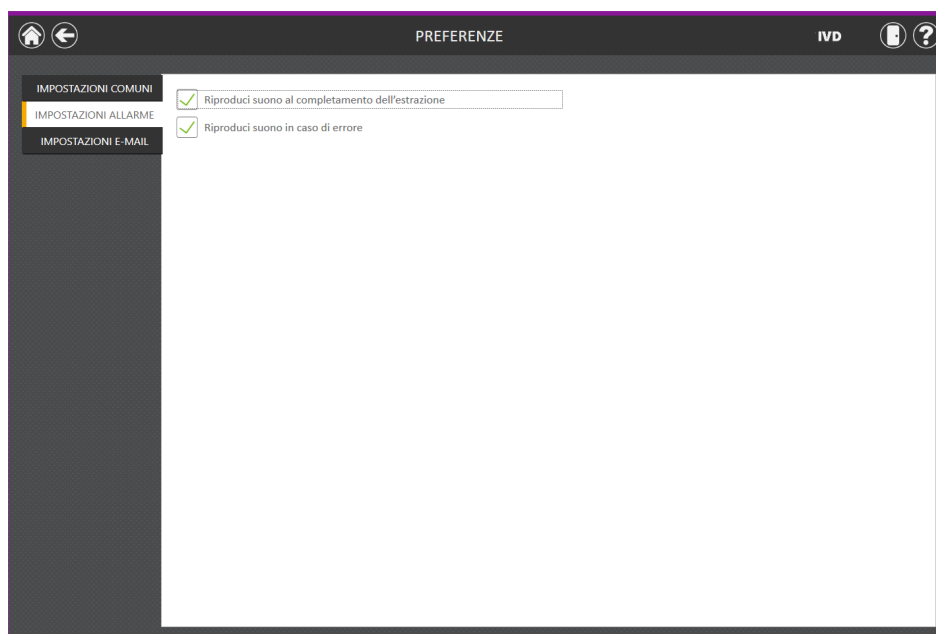 PREFERENZE
IVD
?
IMPOSTAZIONI COMUNI
IMPOSTAZIONI ALLARME
IMPOSTAZIONI E-MAIL
Riproduci suono al completamento dell'estrazione
Riproduci suono in caso di errore